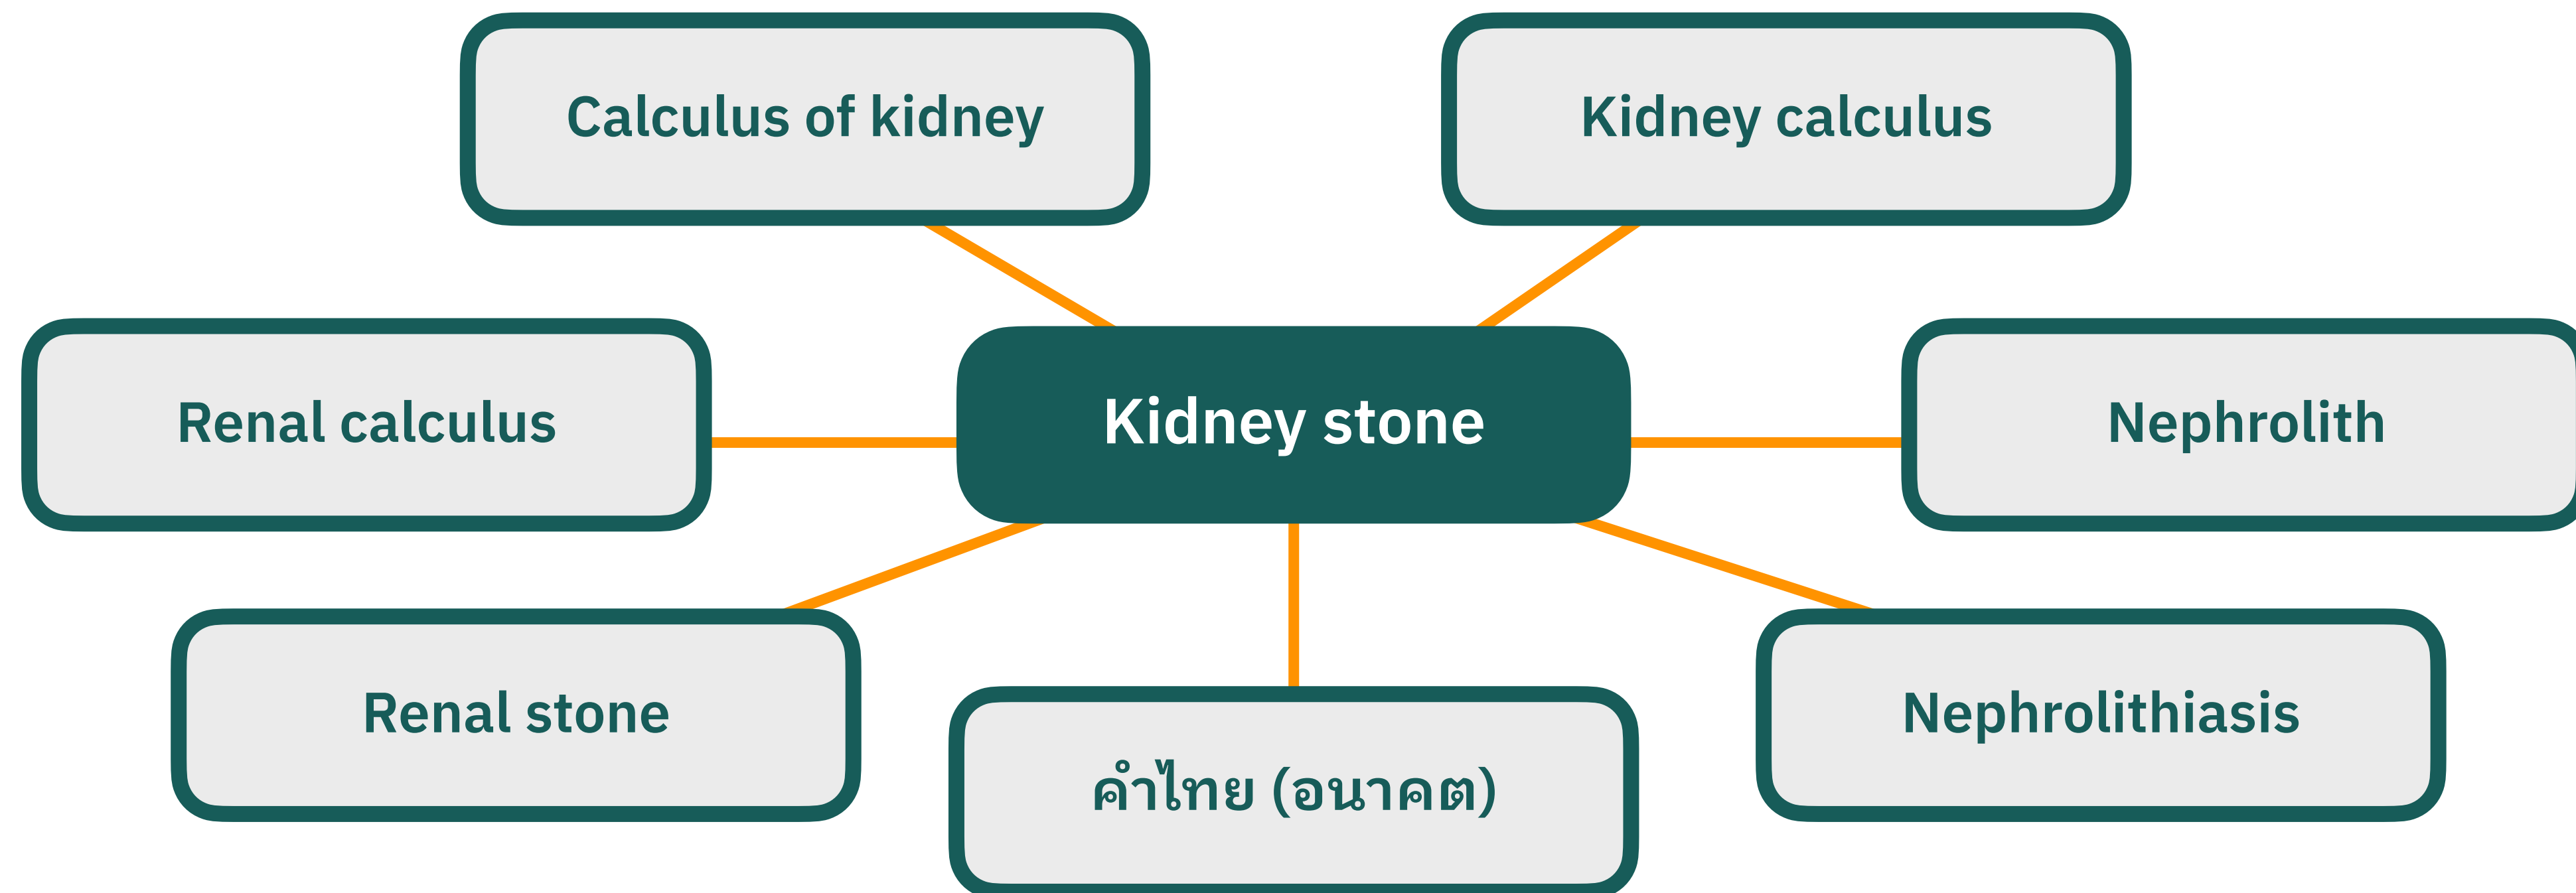 Calculus of kidney
Kidney calculus
Renal calculus
Kidney stone
Nephrolith
Renal stone
คำไทย (อนาคต)
Nephrolithiasis